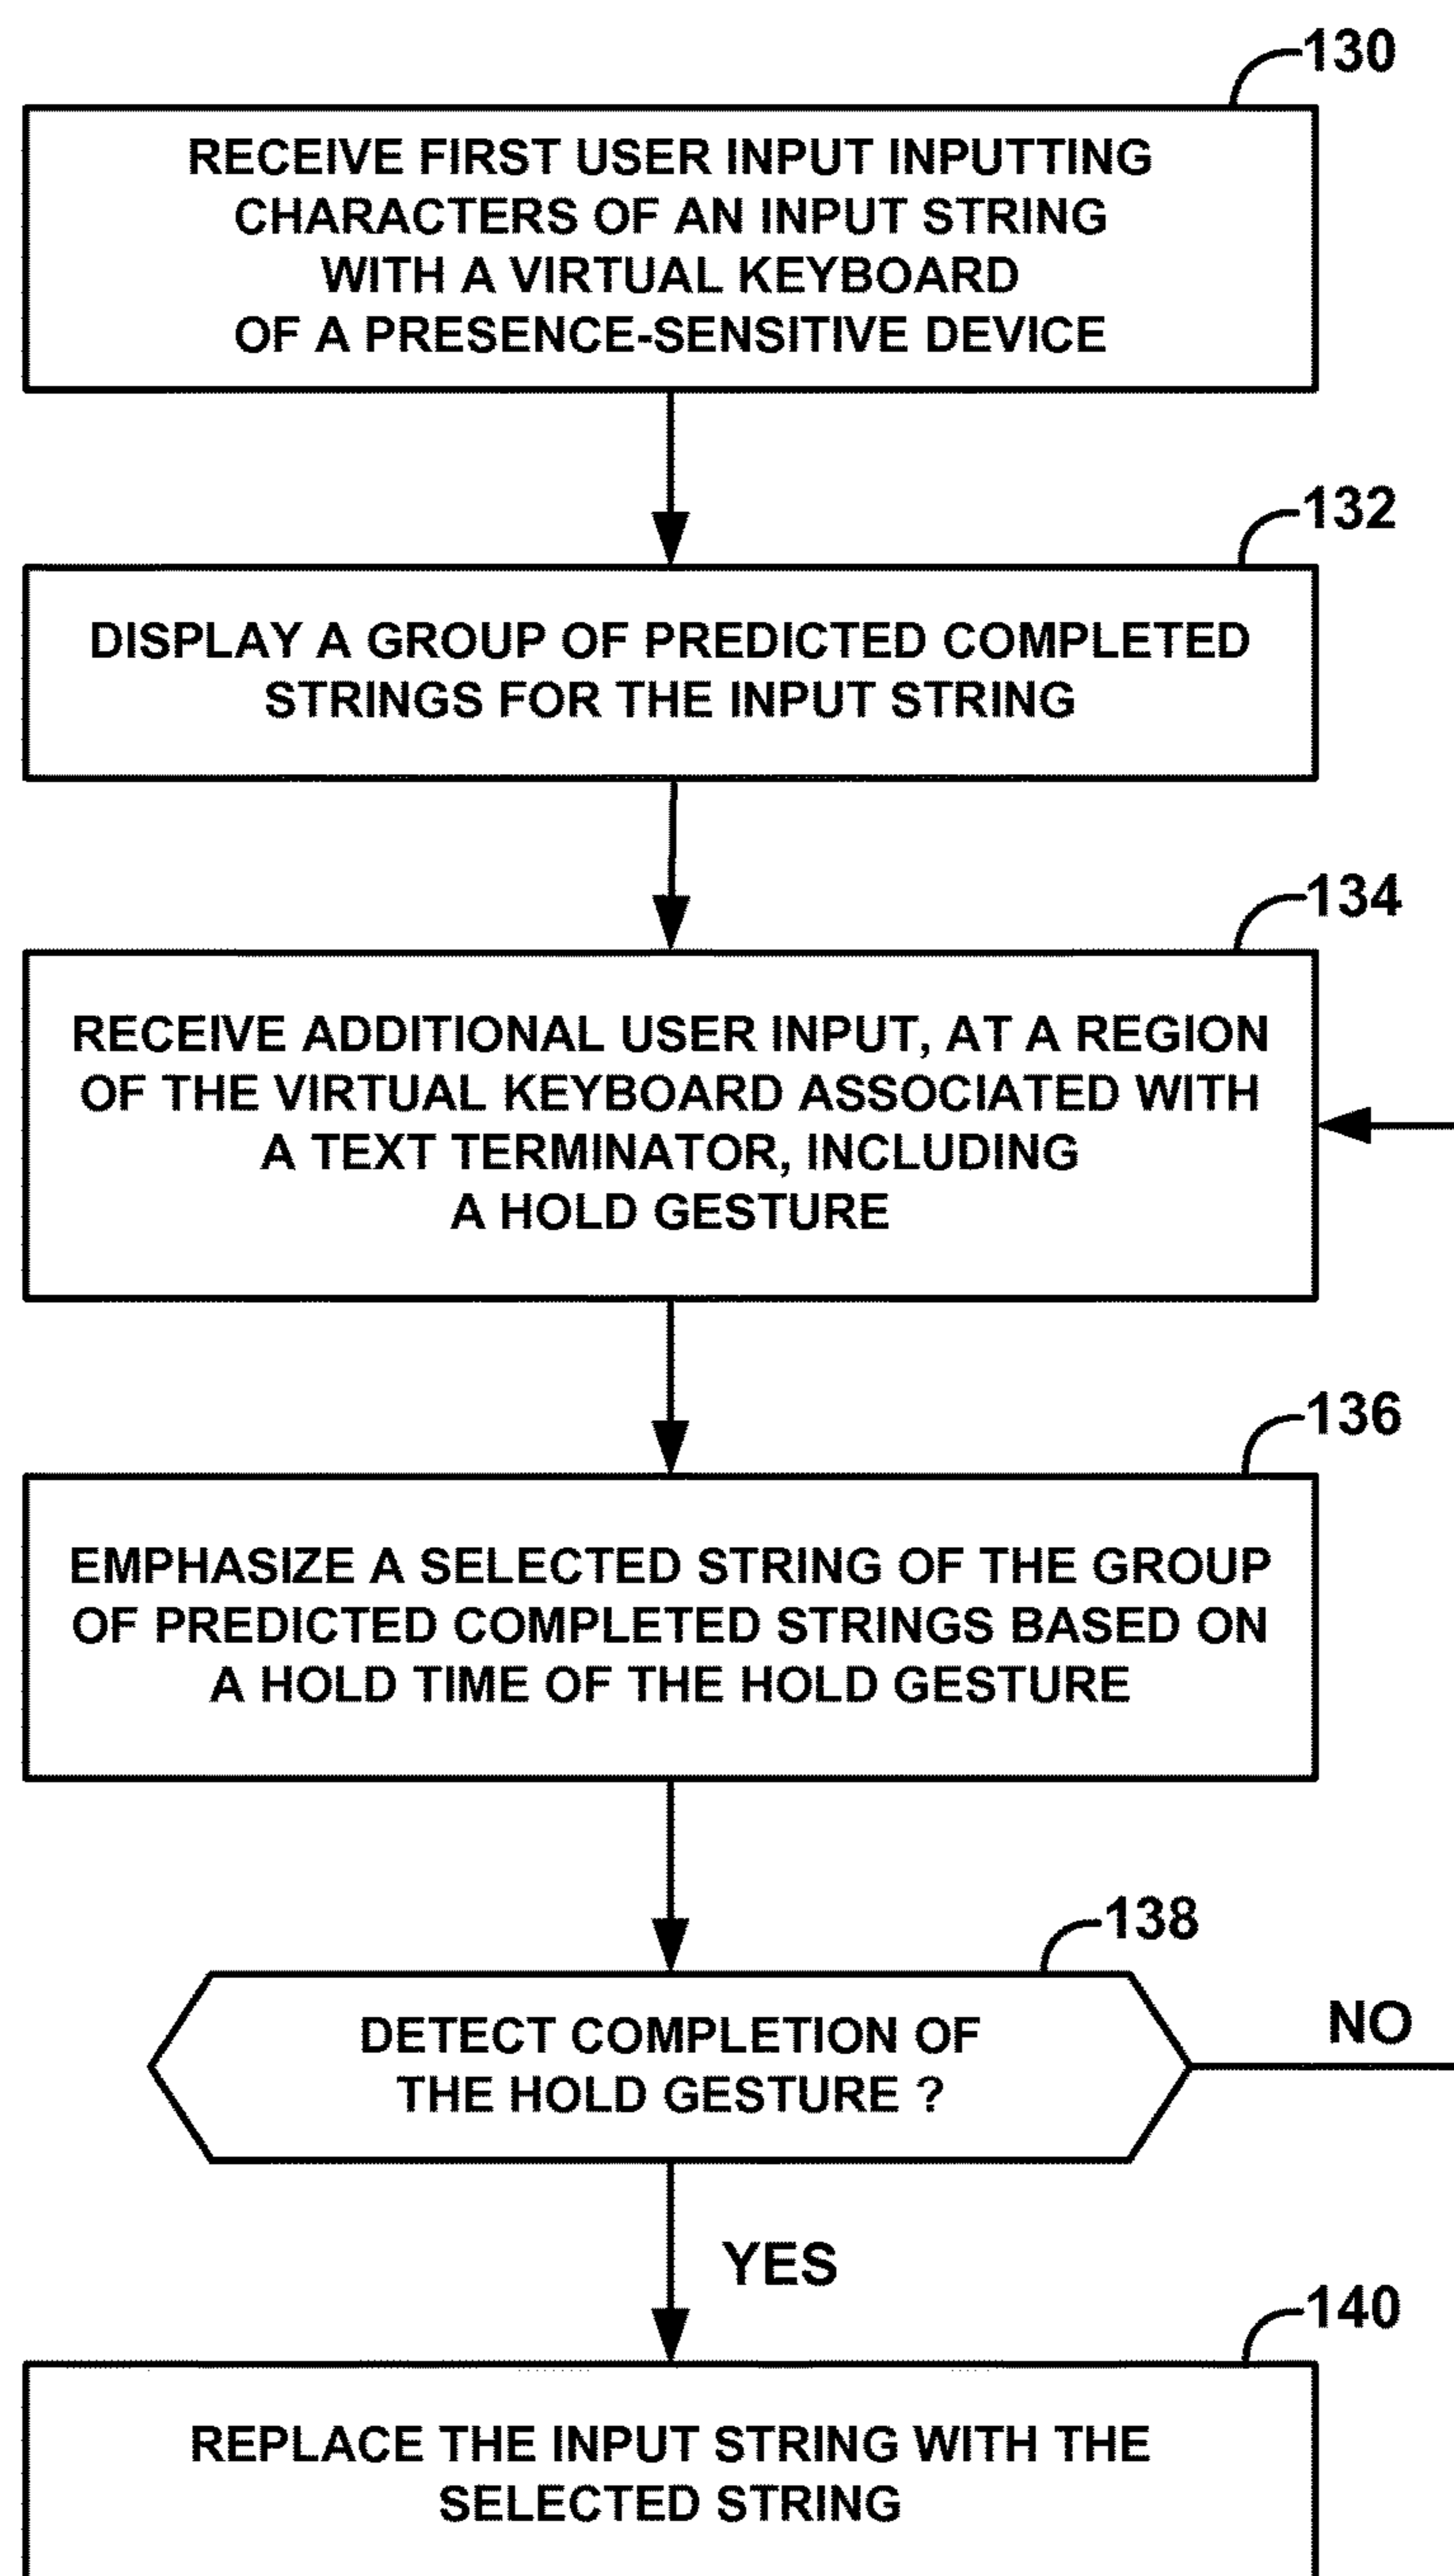 130
RECEIVE FIRST USER INPUT INPUTTING
CHARACTERS OF AN INPUT STRING
WITH A VIRTUAL KEYBOARD
OF A PRESENCE-SENSITIVE DEVICE
132
DISPLAY A GROUP OF PREDICTED COMPLETED
STRINGS FOR THE INPUT STRING
134
RECEIVE ADDITIONAL USER INPUT, AT A REGION
OF THE VIRTUAL KEYBOARD ASSOCIATED WITH
A TEXT TERMINATOR, INCLUDING
A HOLD GESTURE
136
EMPHASIZE A SELECTED STRING OF THE GROUP
OF PREDICTED COMPLETED STRINGS BASED ON
A HOLD TIME OF THE HOLD GESTURE
138
DETECT COMPLETION OF
THE HOLD GESTURE ?
NO
YES
140
REPLACE THE INPUT STRING WITH THE
SELECTED STRING